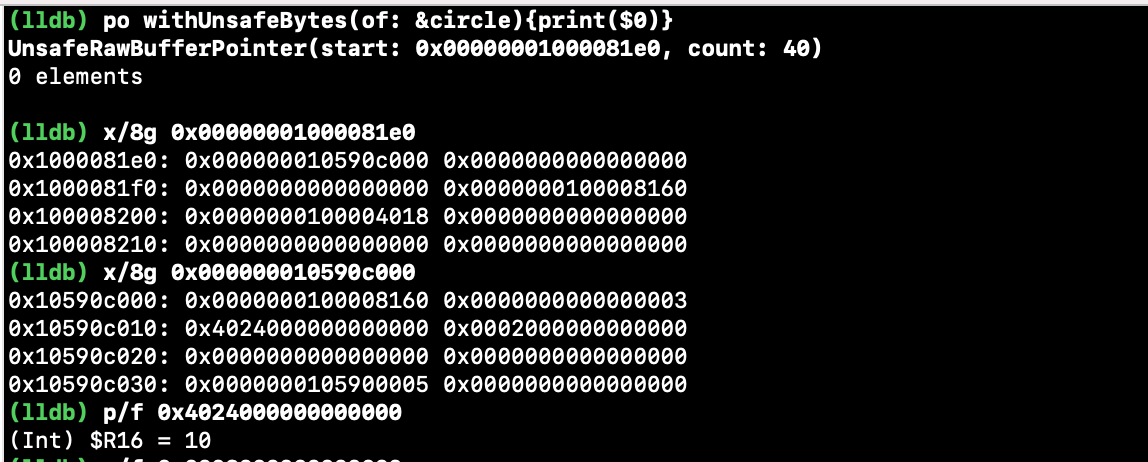 (lldb) po withUnsafeBytes(of: &circle){print($0)}
UnsafeRawBufferPointer(start: 0x00000001000081e0, count: 40)
0 elements
(lldb) x/8g 0x00000001000081e0
0x1000081e0: 0x000000010590c000 0x0000000000000000
0x1000081f0: 0x0000000000000000 0x0000000100008160
0x100008200: 0x0000000100004018 0x0000000000000000
0x100008210: 0x0000000000000000 0x0000000000000000
(lldb) x/8g 0x000000010590c000
0x10590c000: 0x0000000100008160 0x0000000000000003
0x10590c010: 0x4024000000000000 0x0002000000000000
0x10590c020: 0x0000000000000000 0x0000000000000000
0x10590c030: 0x0000000105900005 0x0000000000000000
(lldb) p/f 0x4024000000000000
(Int) $R16 = 10